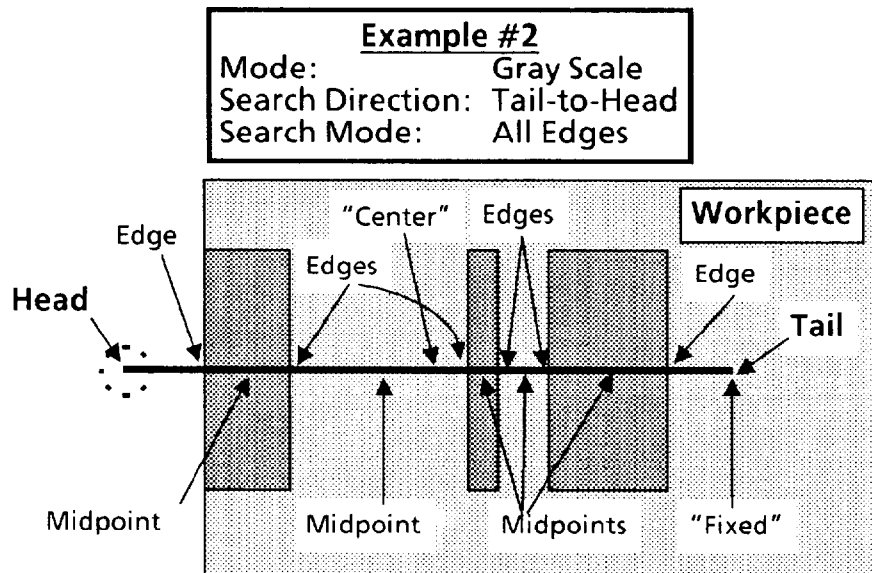 Example #2
Mode: Gray Scale
Search Direction: Tail-to-Head
Search Mode: All Edges
Workpiece
"Center"
Edges
Edge
Edges
Edge
Head
Tail
Midpoint
Midpoint
Midpoints
"Fixed"